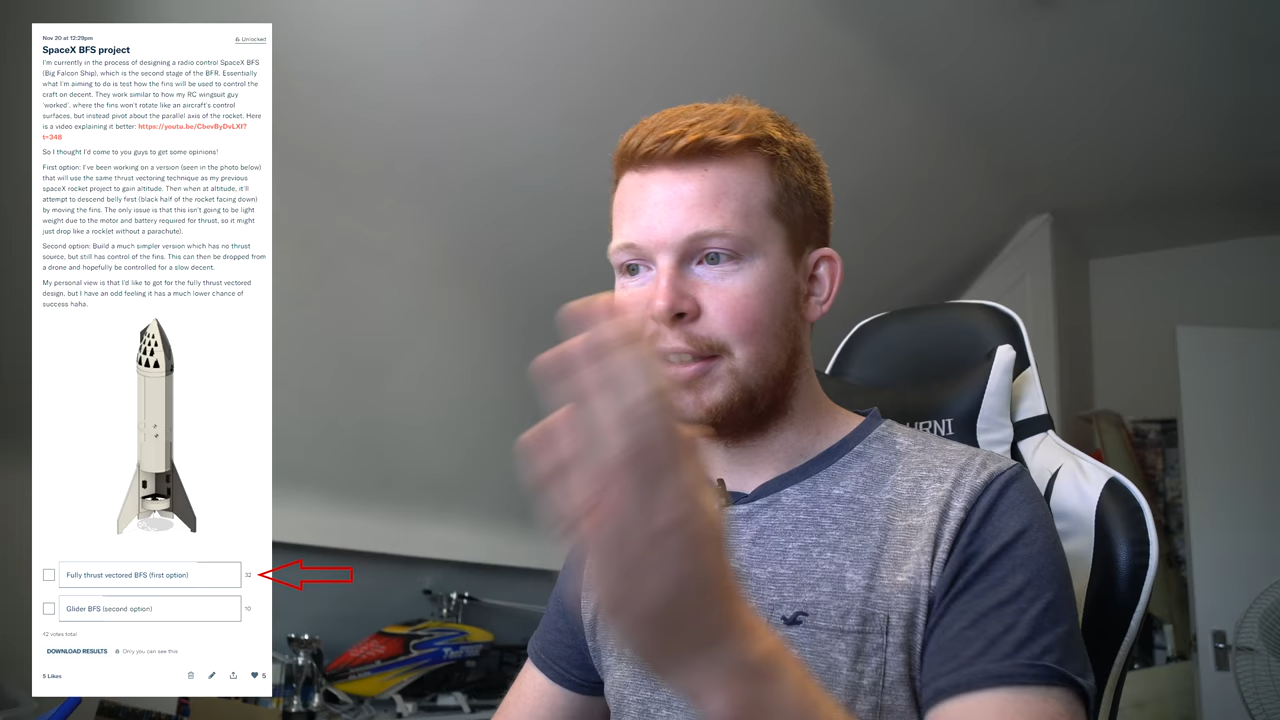 Nov 20 at 12:29pm
Unlocked
SpaceX BFS project
I'm currently in the process of designing a radio control SpaceX BFS
(Big Falcon Ship), which is the second stage of the BFR. Essentially
what I'm aiming to do is test how the fins will be used to control the
craft on decent. They work similar to how my RC wingsuit guy
'worked', where the fins won't rotate like an aircraft's control
surfaces, but instead pivot about the parallel axis of the rocket. Here
is a video explaining it better: https://youtu.be/CbevByDvLXI?
t=348
So I thought I'd come to you guys to get some opinions!
First option: I've been working on a version (seen in the photo below)
that will use the same thrust vectoring technique as my previous
spaceX rocket project to gain altitude. Then when at altitude, it'll
attempt to descend belly first (black half of the rocket facing down)
by moving the fins. The only issue is that this isn't going to be light
weight due to the motor and battery required for thrust, so it might
just drop like a rock(et without a parachute).
Second option: Build a much simpler version which has no thrust
source, but still has control of the fins. This can then be dropped from
a drone and hopefully be controlled for a slow decent.
My personal view is that I'd like to got for the fully thrust vectored
design, but I have an odd feeling it has a much lower chance of
success haha.
Fully thrust vectored BFS (first option) 32
Glider BFS (second option) 10
42 votes total
DOWNLOAD RESULTS Only you can see this
5 Likes 5